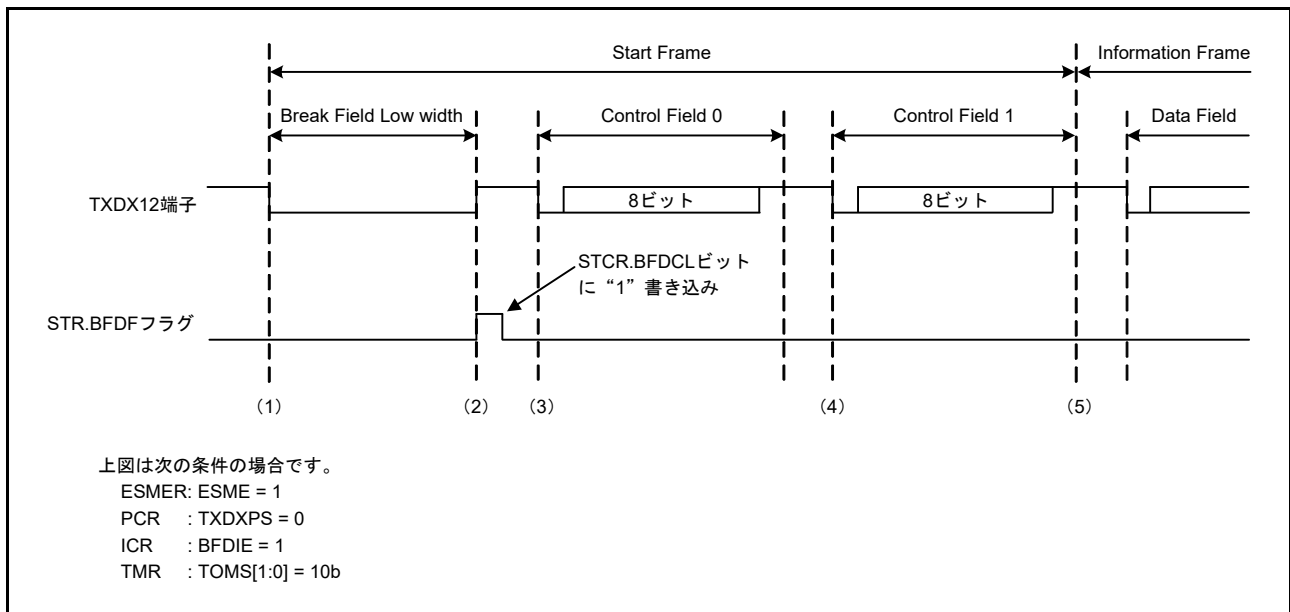 Start Frame
Information Frame
Break Field Low width
Control Field 0
Control Field 1
Data Field
TXDX12端子
8ビット
8ビット
STCR.BFDCLビット
に“1”書き込み
STR.BFDFフラグ
(1)
(2)
(3)
(4)
(5)
上図は次の条件の場合です。
ESMER: ESME = 1
PCR : TXDXPS = 0
ICR : BFDIE = 1
TMR : TOMS[1:0] = 10b